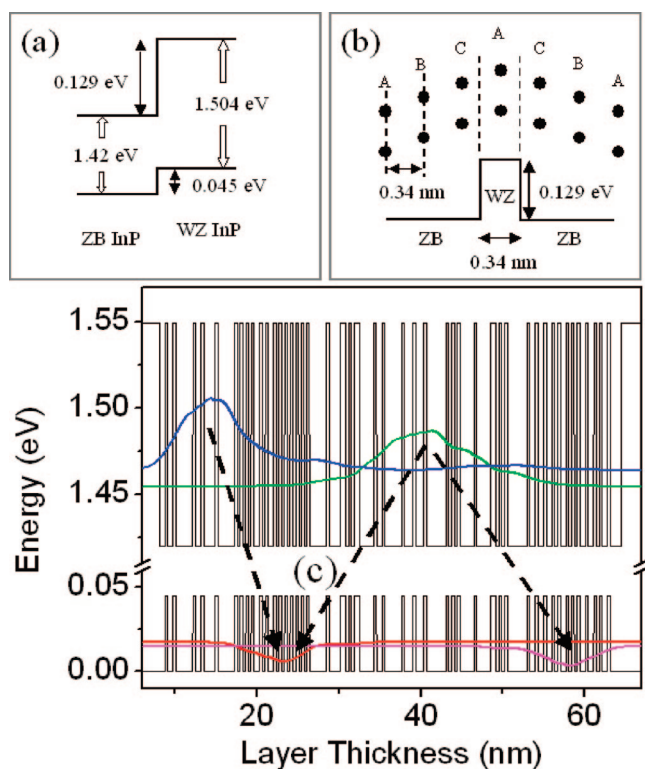 (a)
0.129 eV
1.504 eV
1.42 eV
0.045 eV
ZB InP
WZ InP
(b)
A
B
C
A
C
B
A
0.34 nm
WZ
0.129 eV
ZB
ZB
0.34 nm
1.55
1.50
1.45
0.05
0.00
Energy (eV)
(c)
20
40
60
Layer Thickness (nm)